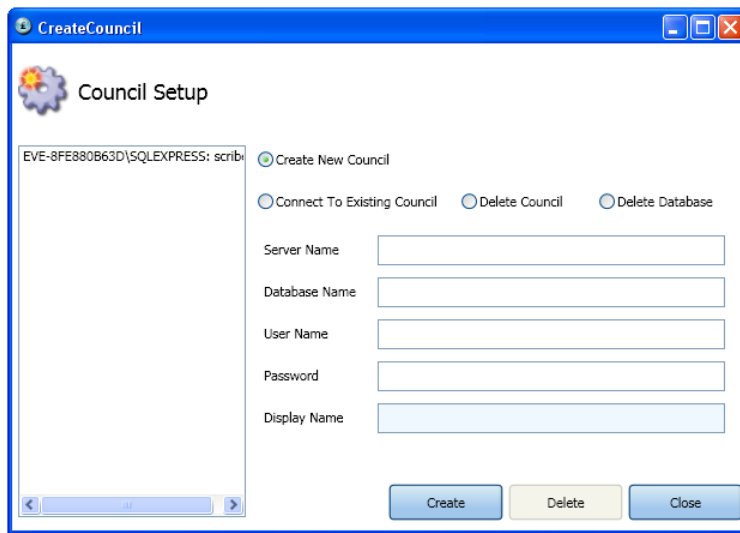 CreateCouncil
Council Setup
EVE-8FE880B63D\SQLEXPRESS: scrib
Create New Council
Connect To Existing Council Delete Council Delete Database
Server Name
Database Name
User Name
Password
Display Name
Create Delete Close